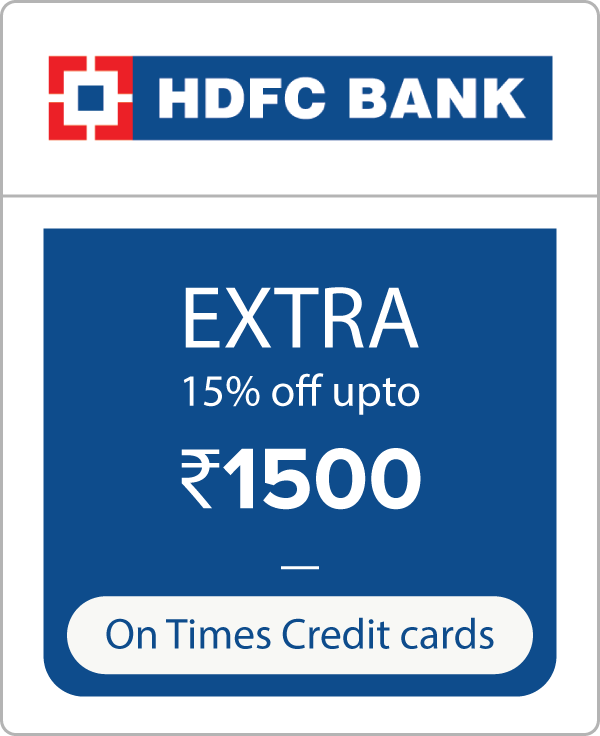 HDFC BANK
EXTRA
15% off upto
₹1500
On Times Credit cards